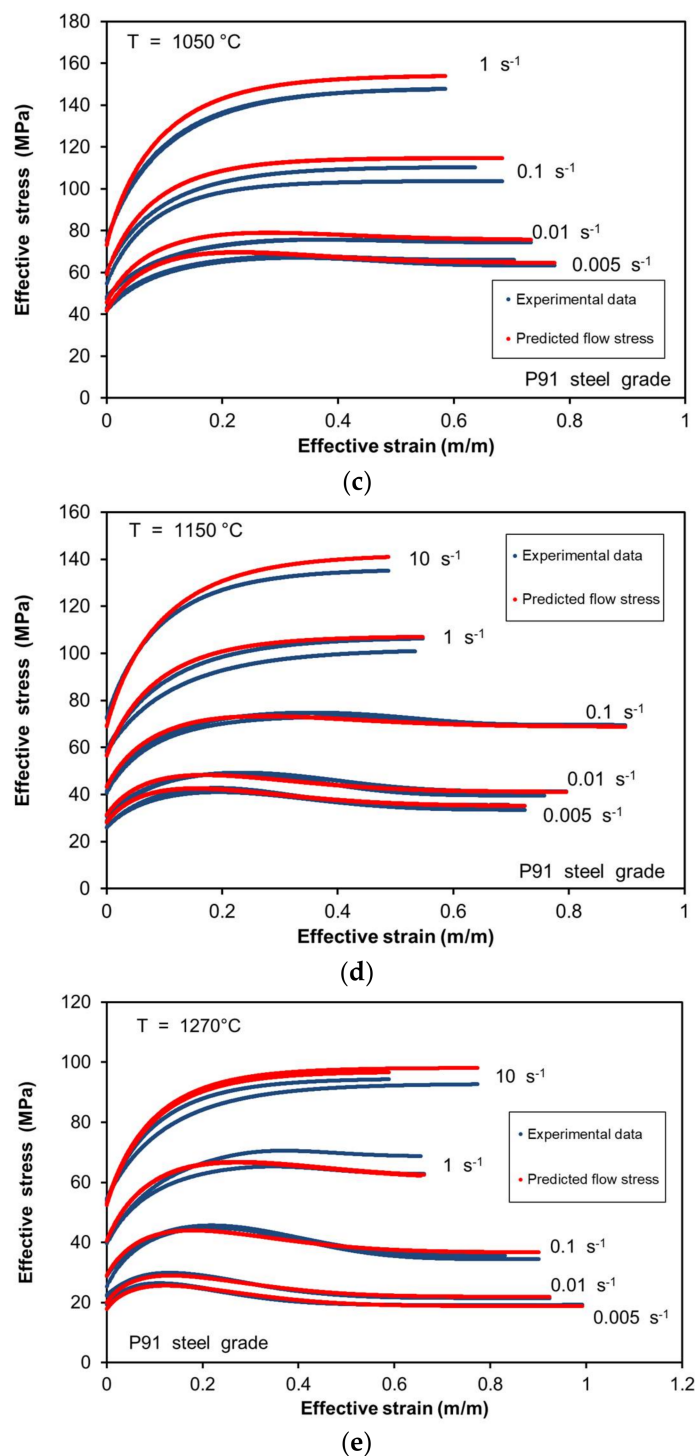 T = 1050 °C
180
160
140
120
100
80
60
40
20
0
Effective stress (MPa)
1 s-1
0.1 s-1
0.01 s-1
0.005 s-1
Experimental data
Predicted flow stress
P91 steel grade
0 0.2 0.4 0.6 0.8 1
Effective strain (m/m)
(c)
T = 1150 °C
160
140
120
100
80
60
40
20
0
Effective stress (MPa)
10 s-1
1 s-1
0.1 s-1
0.01 s-1
0.005 s-1
Experimental data
Predicted flow stress
P91 steel grade
0 0.2 0.4 0.6 0.8 1
Effective strain (m/m)
(d)
T = 1270°C
120
100
80
60
40
20
0
Effective stress (MPa)
10 s-1
1 s-1
0.1 s-1
0.01 s-1
0.005 s-1
Experimental data
Predicted flow stress
P91 steel grade
0 0.2 0.4 0.6 0.8 1 1.2
Effective strain (m/m)
(e)